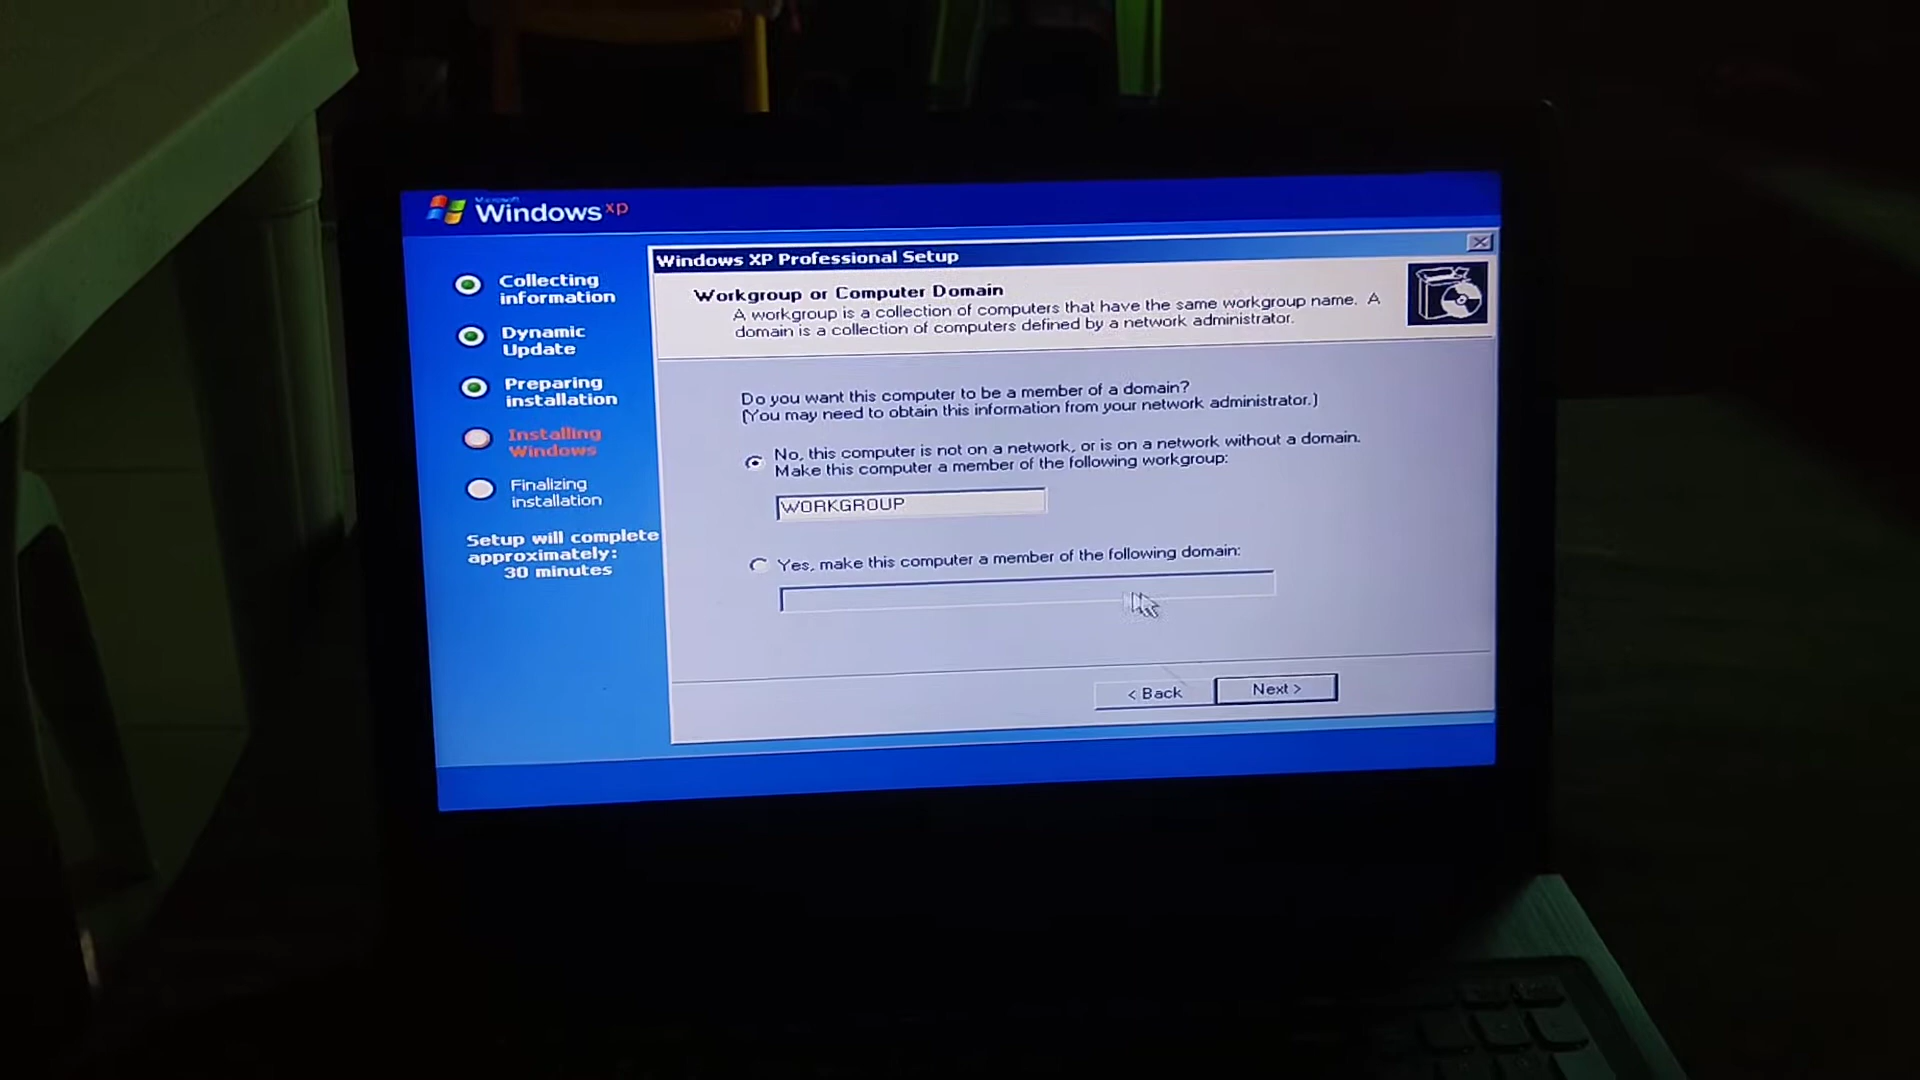 Microsoft
Windows xp
Collecting
information
Dynamic
Update
Preparing
installation
Installing
Windows
Finalizing
installation
Setup will complete
approximately:
30 minutes
Windows XP Professional Setup
Workgroup or Computer Domain
A workgroup is a collection of computers that have the same workgroup name. A
domain is a collection of computers defined by a network administrator.
Do you want this computer to be a member of a domain?
(You may need to obtain this information from your network administrator.)
No, this computer is not on a network, or is on a network without a domain.
Make this computer a member of the following workgroup:
WORKGROUP
Yes, make this computer a member of the following domain:
< Back
Next >